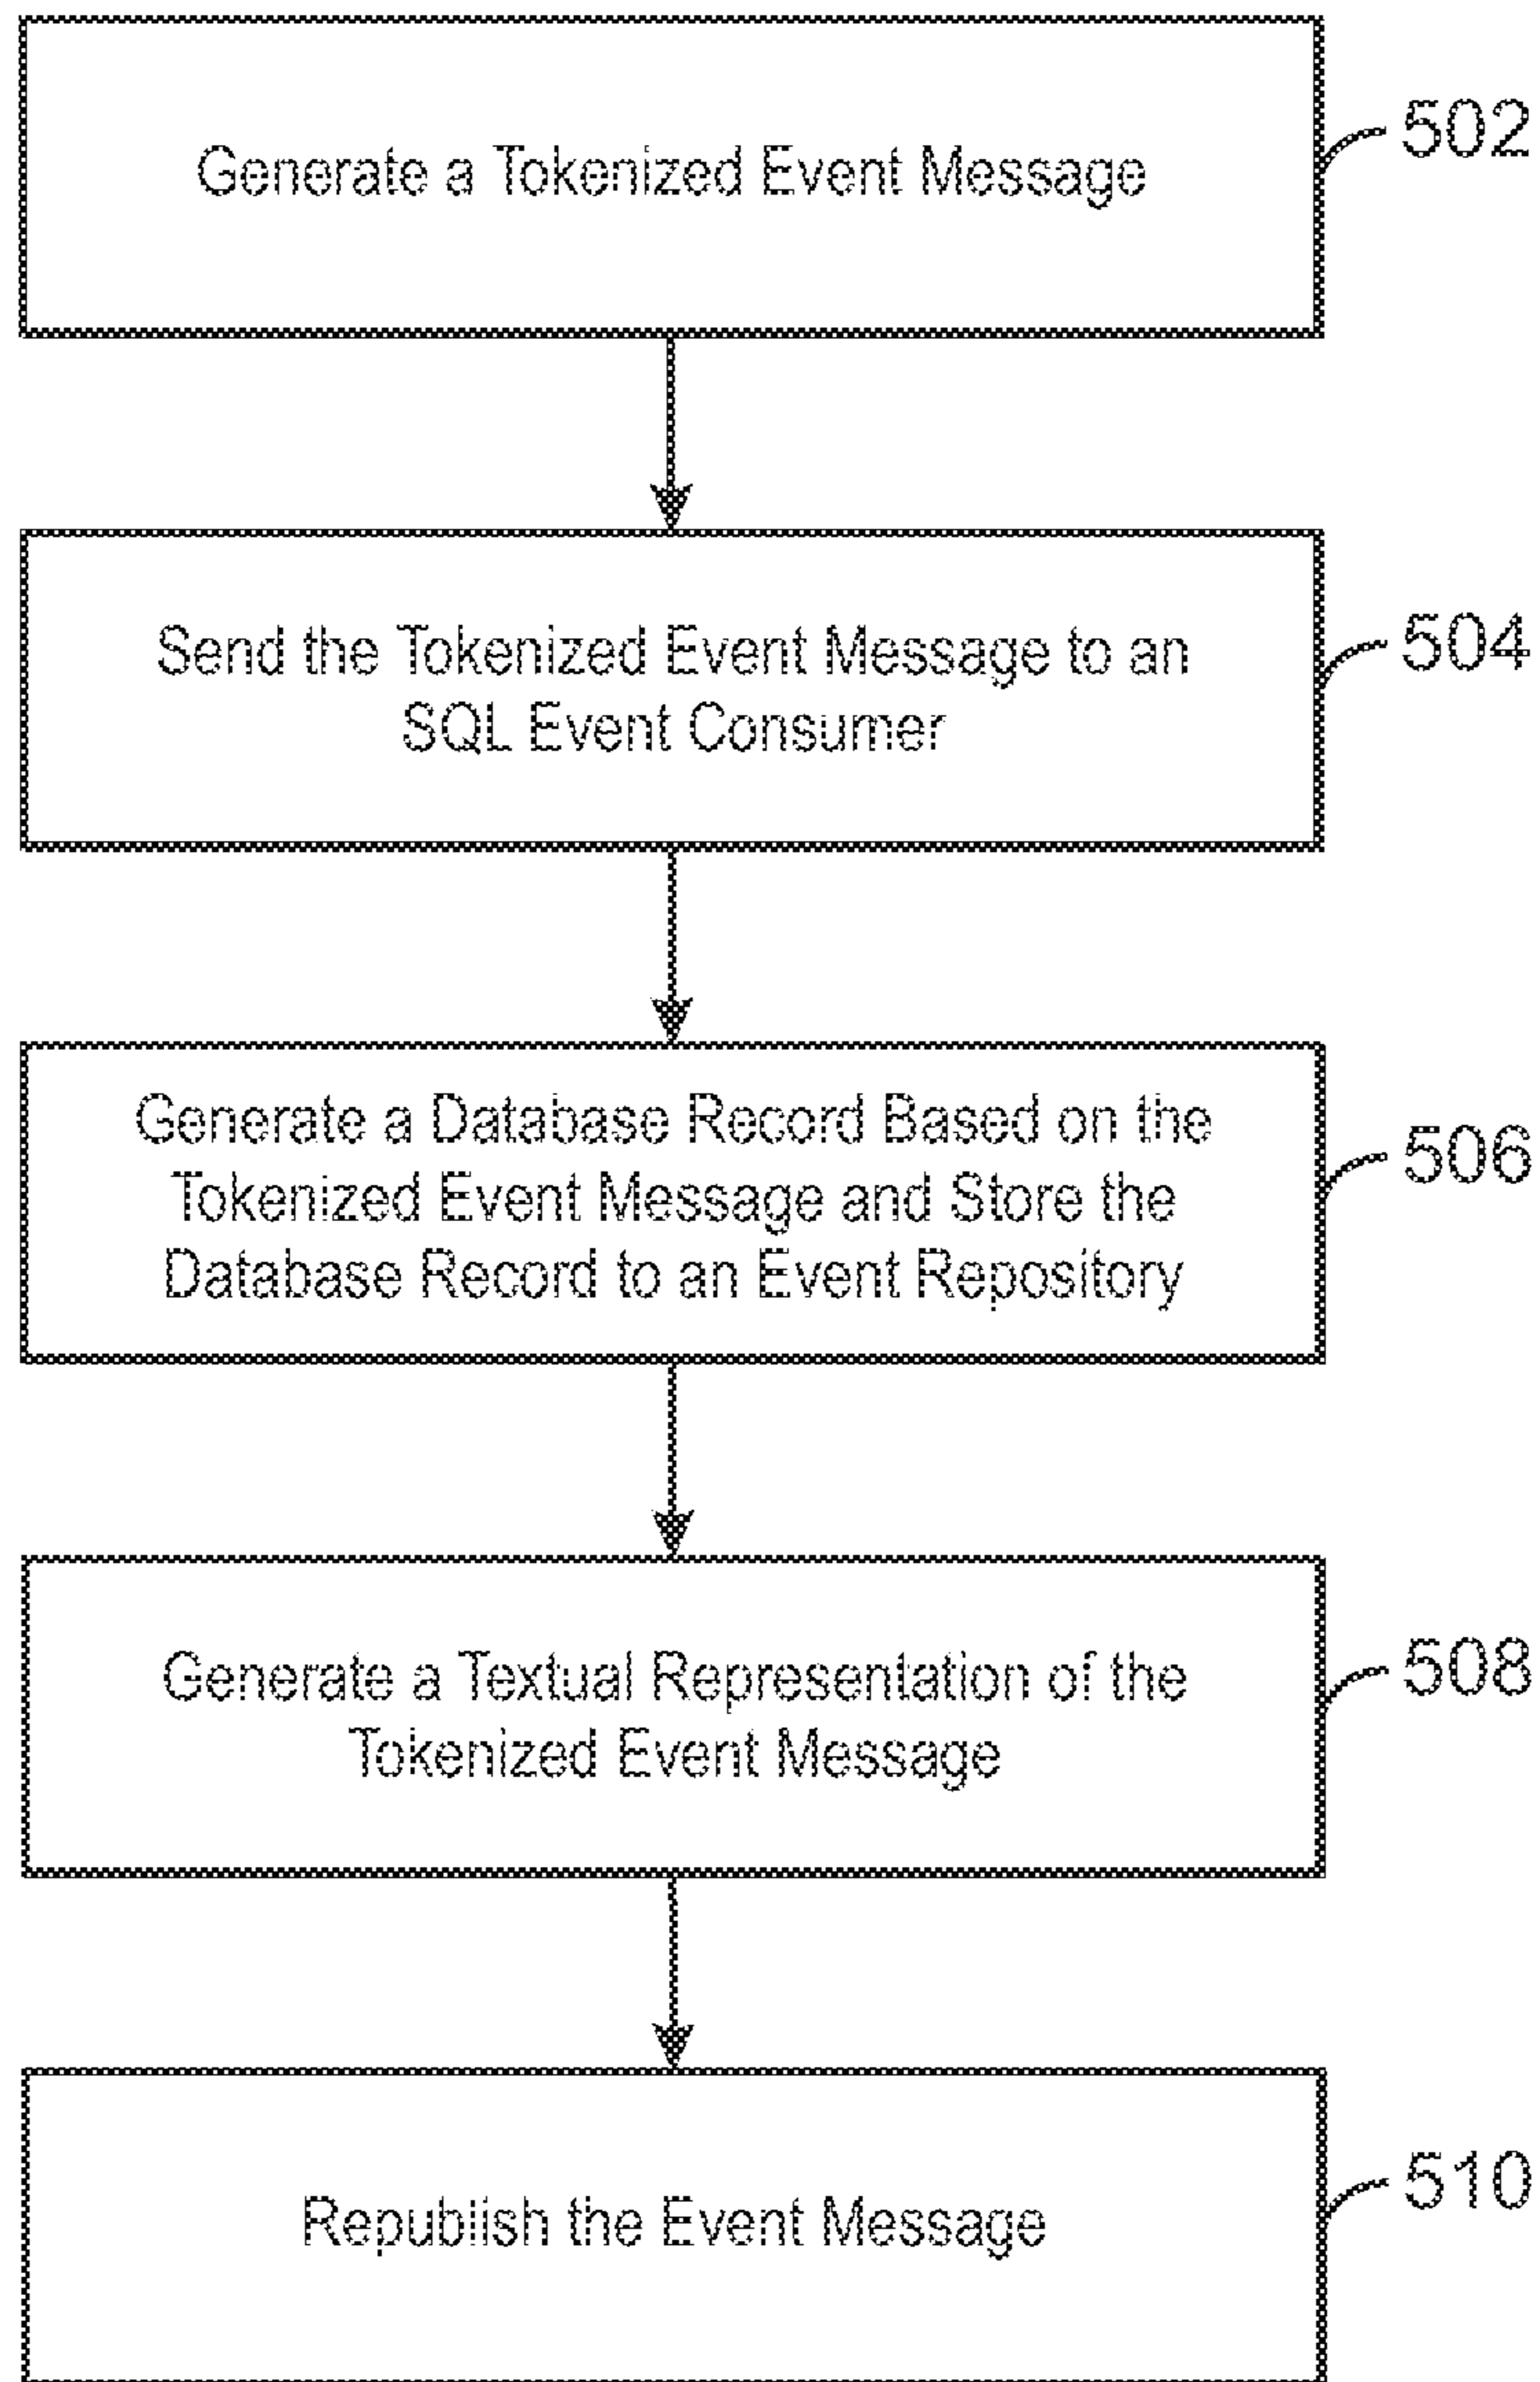 Generate a Tokenized Event Message
502
Send the Tokenized Event Message to an
SQL Event Consumer
504
Generate a Database Record Based on the
Tokenized Event Message and Store the
Database Record to an Event Repository
506
Generate a Textual Representation of the
Tokenized Event Message
508
Republish the Event Message
510